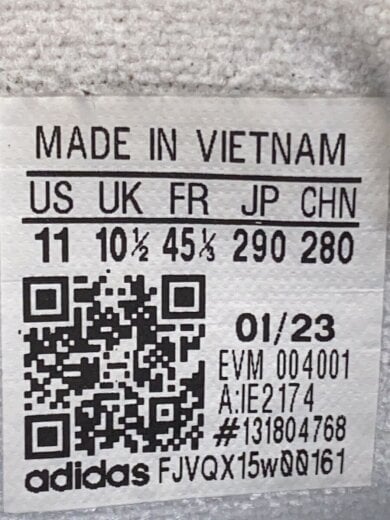 MADE IN VIETNAM
US UK FR JP CHN
11 10½ 45⅓ 290 280
01/23
EVM 004001
A:IE2174
#131804768
adidas FJVQX15w00161